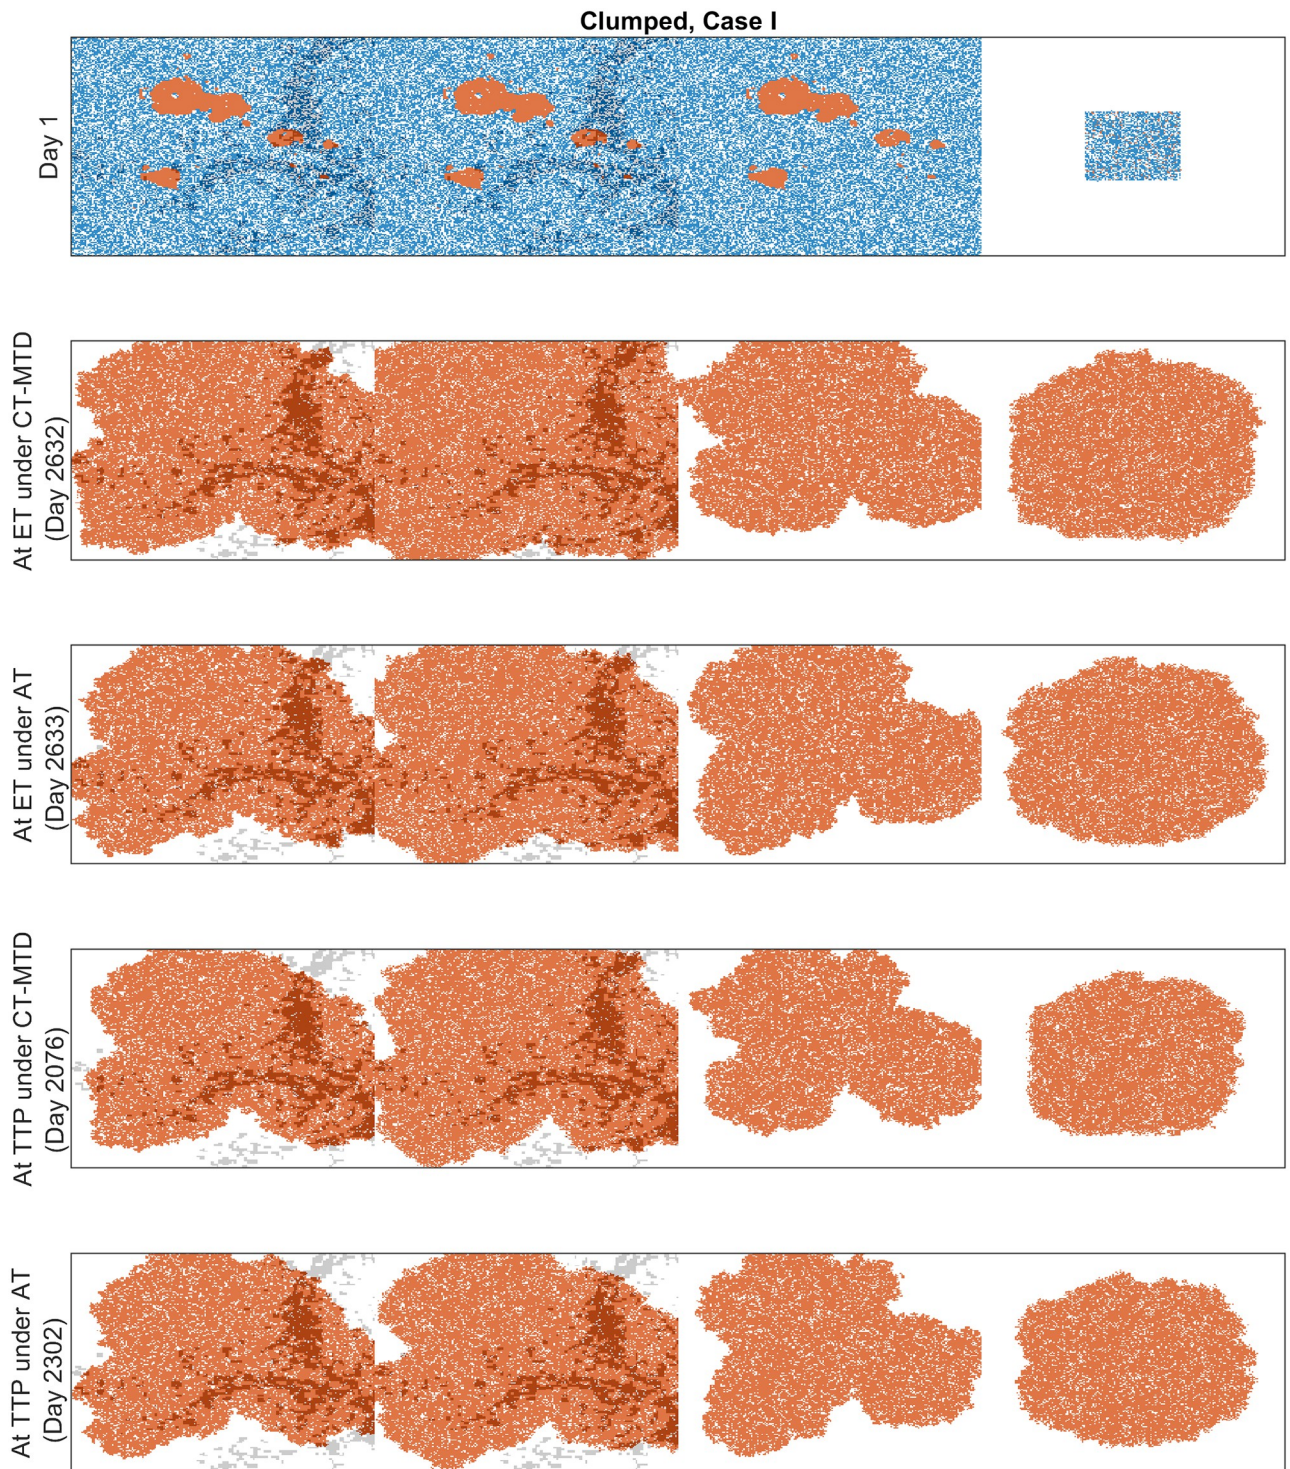 Clumped, Case I
Day 1
At ET under CT-MTD
(Day 2632)
At ET under AT
(Day 2633)
At TTP under CT-MTD
(Day 2076)
At TTP under AT
(Day 2302)